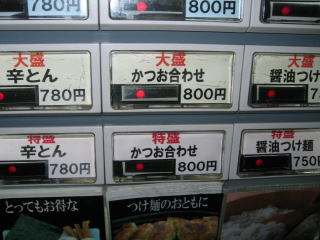 780円
800円
大盛
辛とん
780円
大盛
かつお合わせ
800円
大盛
醤油つけ
特盛
辛とん
780円
特盛
かつお合わせ
800円
特盛
醤油つけ麺
750
とってもお得な
つけ麺のおともに